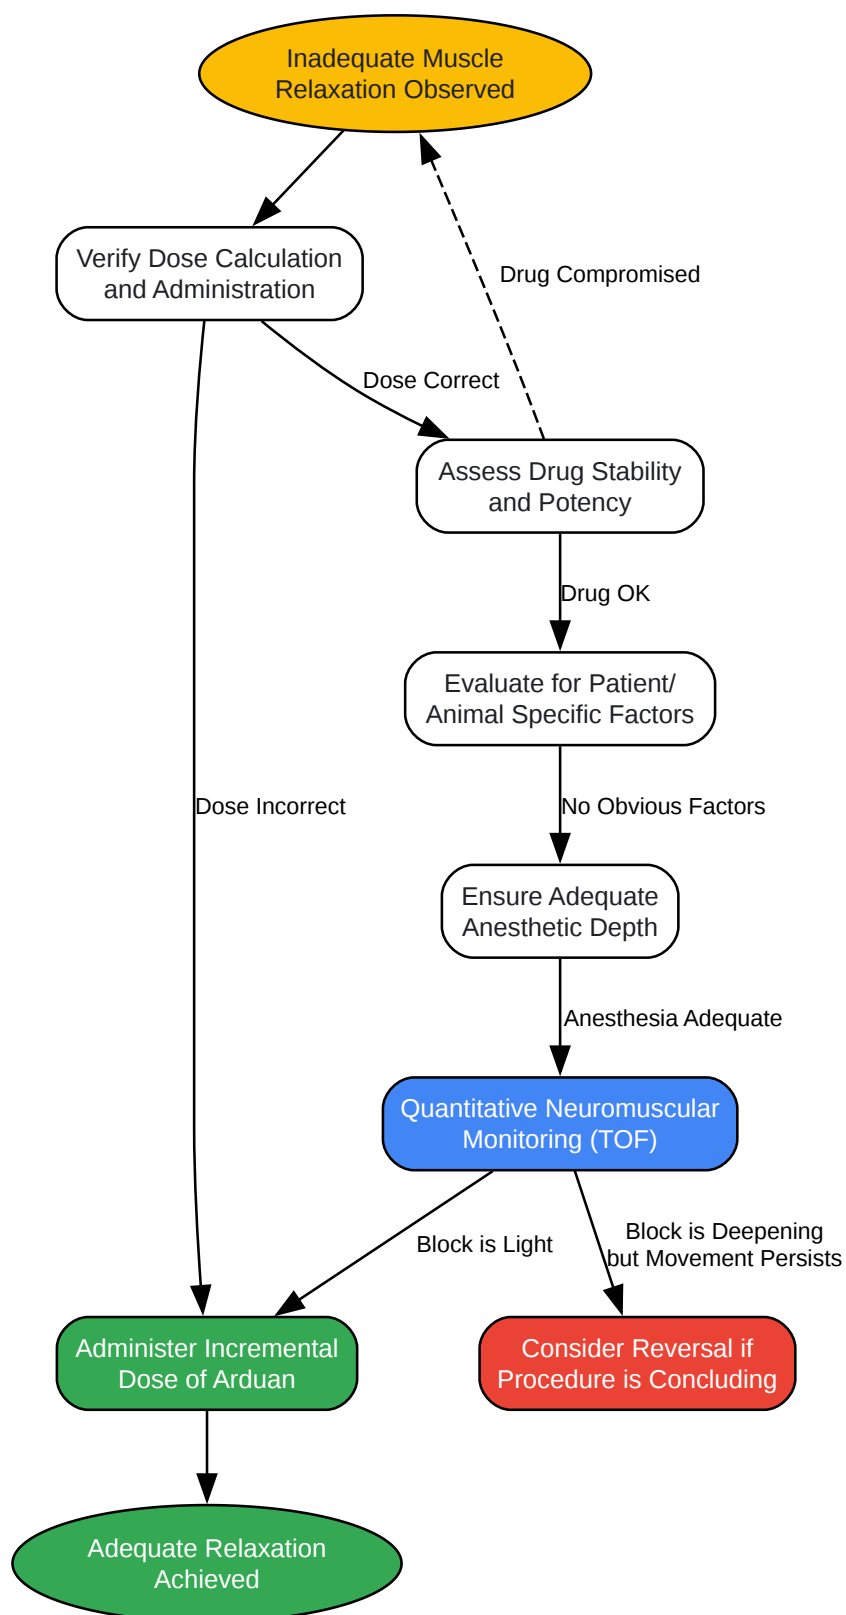 Inadequate Muscle
Relaxation Observed
Verify Dose Calculation
and Administration
Drug Compromised
Dose Correct
Assess Drug Stability
and Potency
Drug OK
Evaluate for Patient/
Animal Specific Factors
Dose Incorrect
No Obvious Factors
Ensure Adequate
Anesthetic Depth
Anesthesia Adequate
Quantitative Neuromuscular
Monitoring (TOF)
Block is Light
Block is Deepening
but Movement Persists
Administer Incremental
Dose of Arduan
Consider Reversal if
Procedure is Concluding
Adequate Relaxation
Achieved